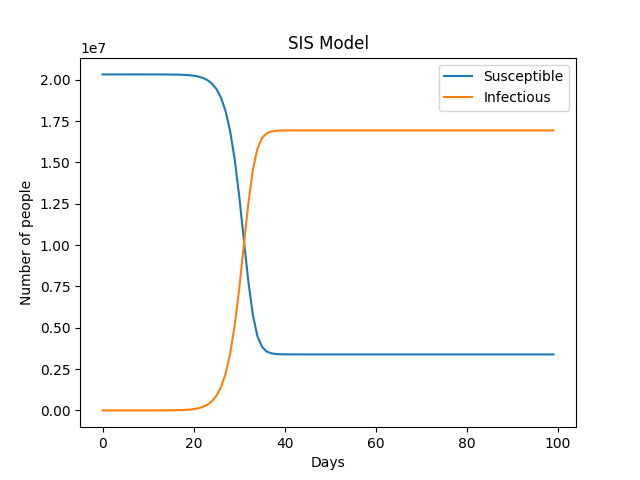 SIS Model
1e7
Susceptible
Infectious
2.00
1.75
1.50
1.25
1.00
0.75
0.50
0.25
0.00
Number of people
0 20 40 60 80 100
Days